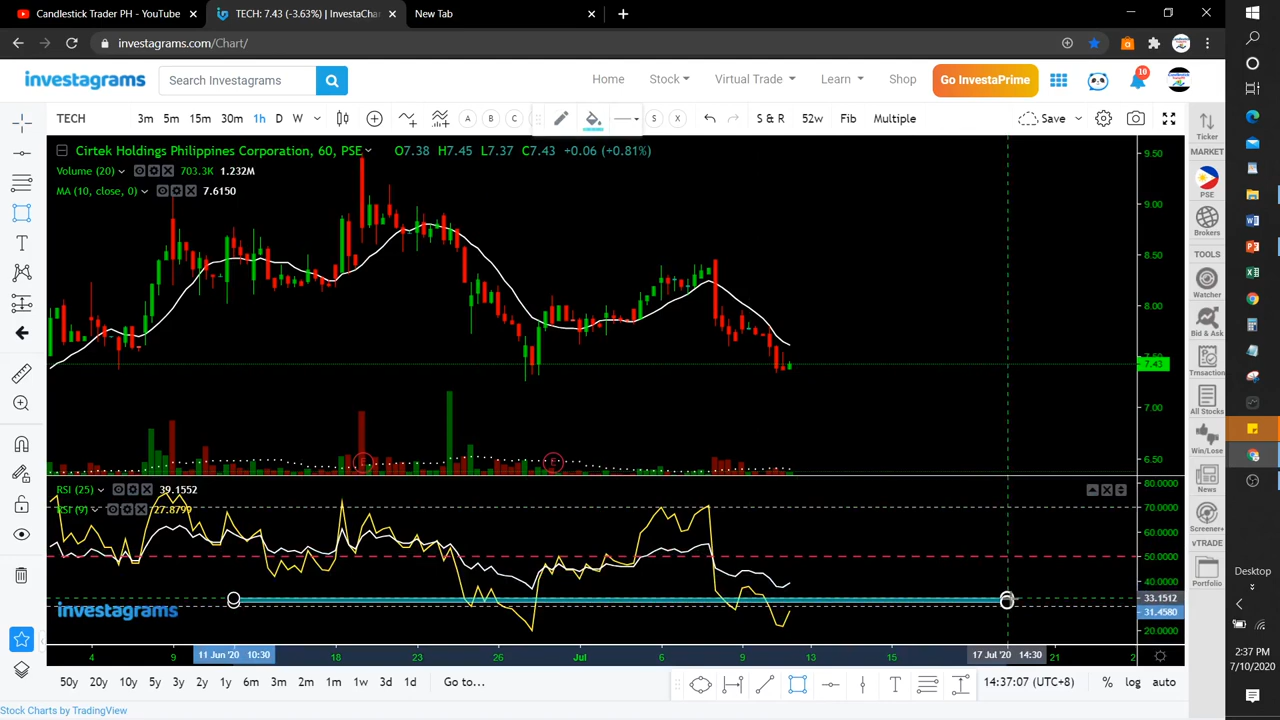 Candlestick Trader PH - YouTube
TECH: 7.43 (-3.63%) | InvestaCha
New Tab
investagrams.com/Chart/
investagrams
Search Investagrams
Home
Stock
Virtual Trade
Learn
Shop
Go InvestaPrime
10
TECH
3m 5m 15m 30m 1h D W
A B C
S X
S & R
52w
Fib
Multiple
Save
Cirtek Holdings Philippines Corporation, 60, PSE
O7.38 H7.45 L7.37 C7.43 +0.06 (+0.81%)
Volume (20) 703.3K 1.232M
MA (10, close, 0) 7.6150
9.50
9.00
8.50
8.00
7.50
7.43
7.00
6.50
E
E
RSI (25) 39.1552
RSI (9) 27.8799
80.0000
70.0000
60.0000
50.0000
40.0000
33.1512
31.4580
20.0000
investagrams
4 9 11 Jun '20 10:30 18 23 26 Jul 6 9 13 15 17 Jul '20 14:30 21 2
50y 20y 10y 5y 3y 2y 1y 6m 3m 2m 1m 1w 3d 1d Go to...
T
14:37:07 (UTC+8)
% log auto
Stock Charts by TradingView
Ticker
MARKET
PSE
Brokers
TOOLS
Watcher
Bid & Ask
Trnsaction
All Stocks
Win/Lose
News
Screener+
vTRADE
Portfolio
Desktop
2:37 PM
7/10/2020